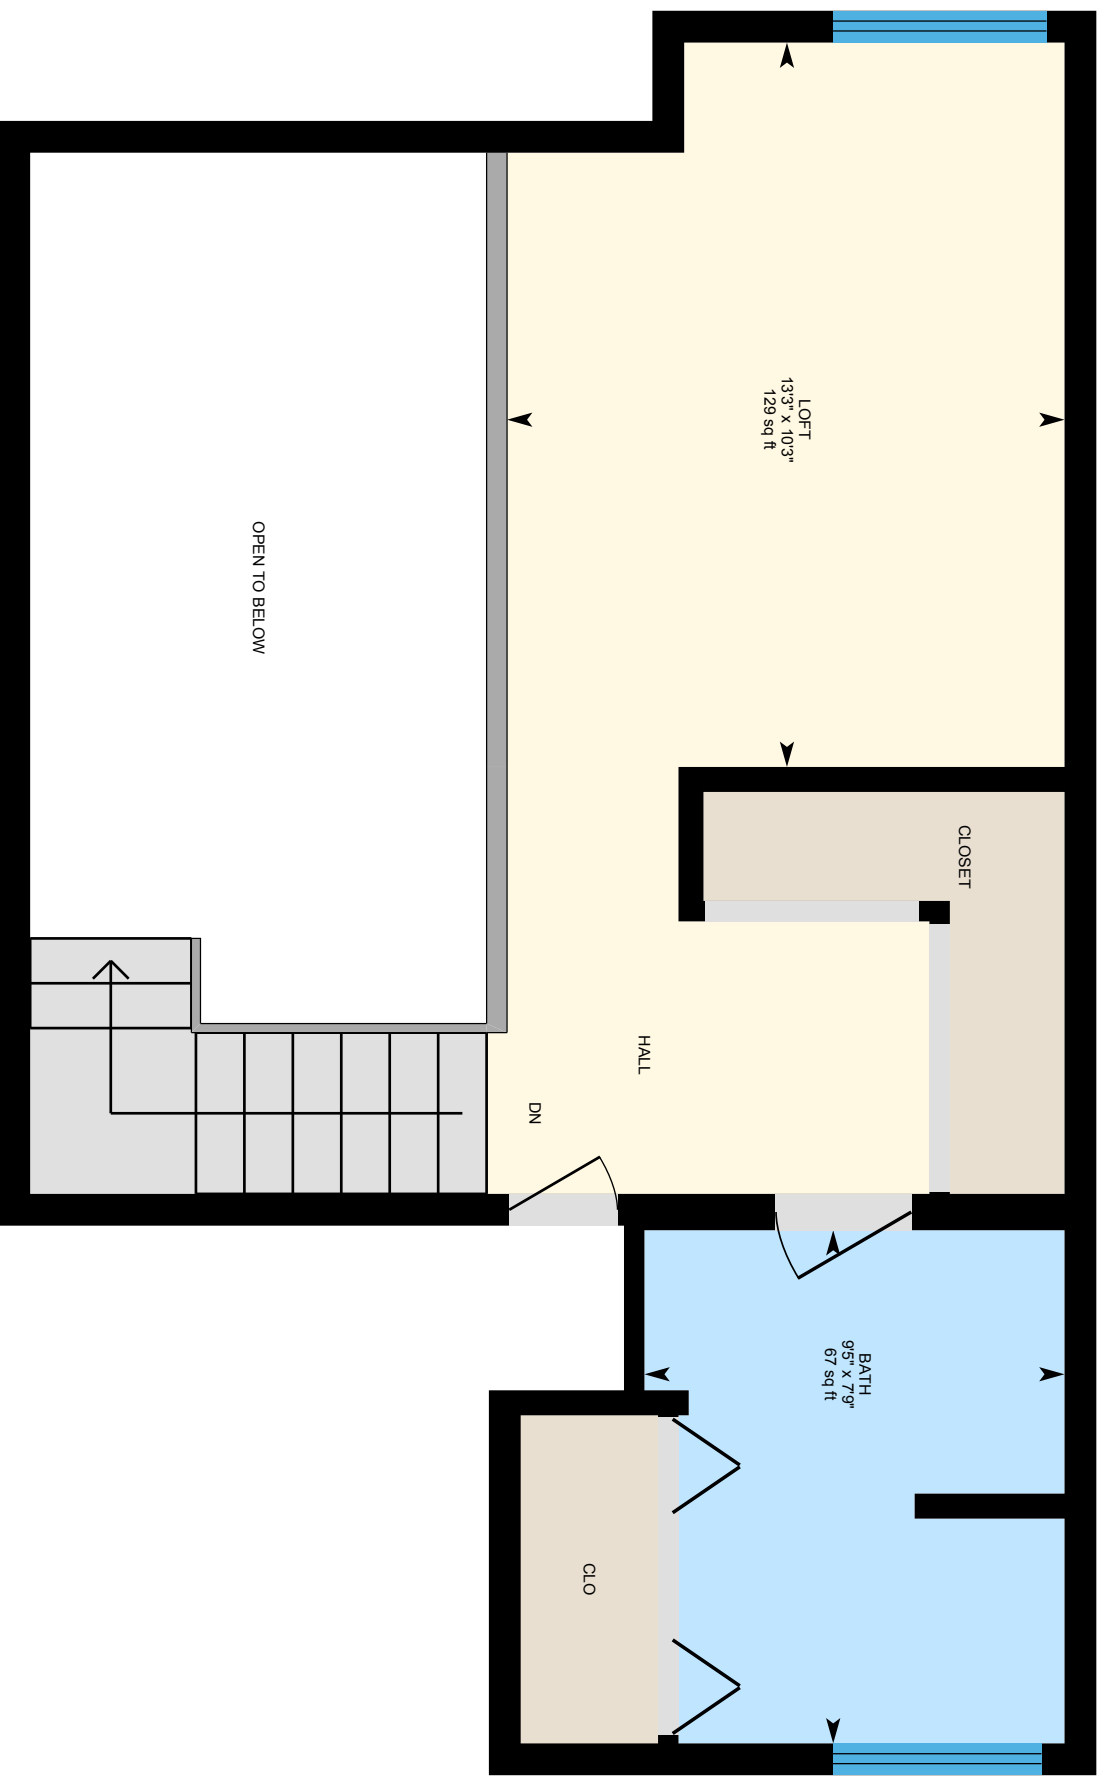 LOFT
13'3" x 10'3"
129 sq ft
OPEN TO BELOW
CLOSET
HALL
DN
BATH
9'5" x 7'9"
67 sq ft
CLO